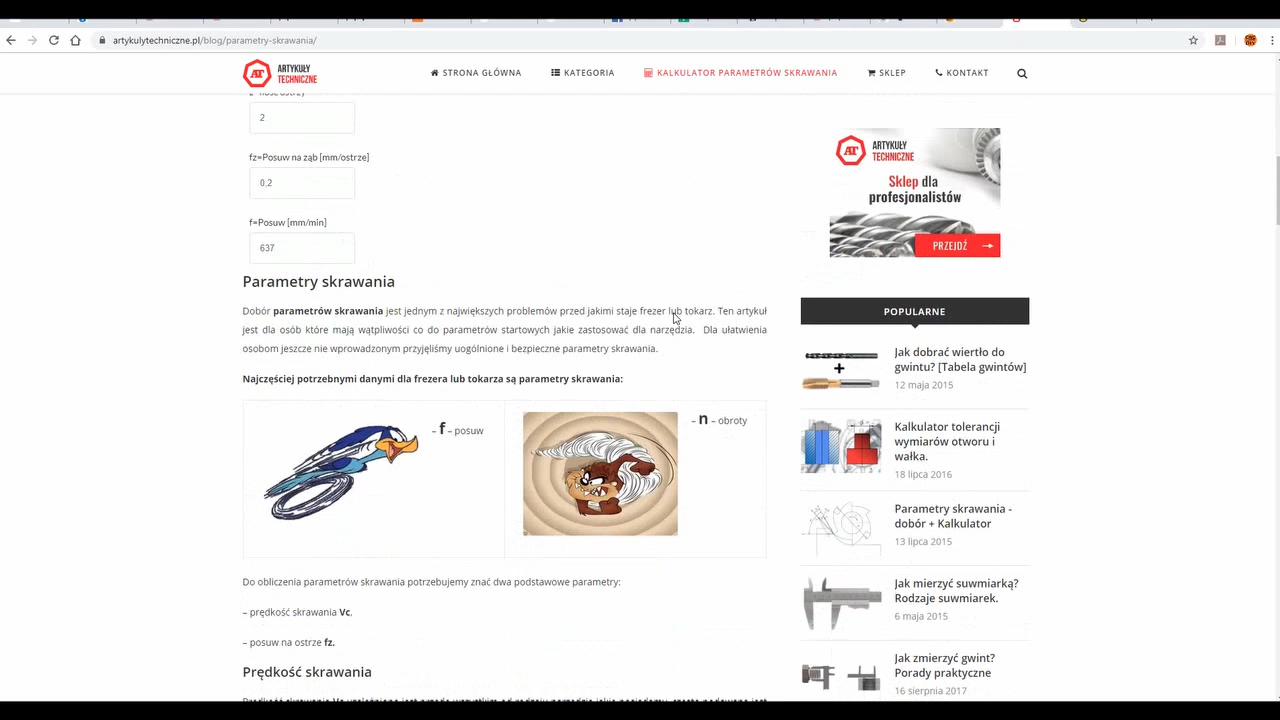 artykulytechniczne.pl/blog/parametry-skrawania/
ARTYKUŁY
TECHNICZNE
STRONA GŁÓWNA
KATEGORIA
KALKULATOR PARAMETRÓW SKRAWANIA
SKLEP
KONTAKT
2
fz=Posuw na ząb [mm/ostrze]
0,2
f=Posuw [mm/min]
637
Parametry skrawania
Dobór parametrów skrawania jest jednym z największych problemów przed jakimi staje frezer lub tokarz. Ten artykuł
jest dla osób które mają wątpliwości co do parametrów startowych jakie zastosować dla narzędzia. Dla ułatwienia
osobom jeszcze nie wprowadzonym przyjęliśmy uogólnione i bezpieczne parametry skrawania.
Najczęściej potrzebnymi danymi dla frezera lub tokarza są parametry skrawania:
– f – posuw
– n – obroty
Do obliczenia parametrów skrawania potrzebujemy znać dwa podstawowe parametry:
– prędkość skrawania Vc.
– posuw na ostrze fz.
Prędkość skrawania
AT
ARTYKUŁY
TECHNICZNE
Sklep dla
profesjonalistów
PRZEJDŹ
POPULARNE
Jak dobrać wiertło do
gwintu? [Tabela gwintów]
12 maja 2015
Kalkulator tolerancji
wymiarów otworu i
wałka.
18 lipca 2016
Parametry skrawania -
dobór + Kalkulator
13 lipca 2015
Jak mierzyć suwmiarką?
Rodzaje suwmiarek.
6 maja 2015
Jak zmierzyć gwint?
Porady praktyczne
16 sierpnia 2017